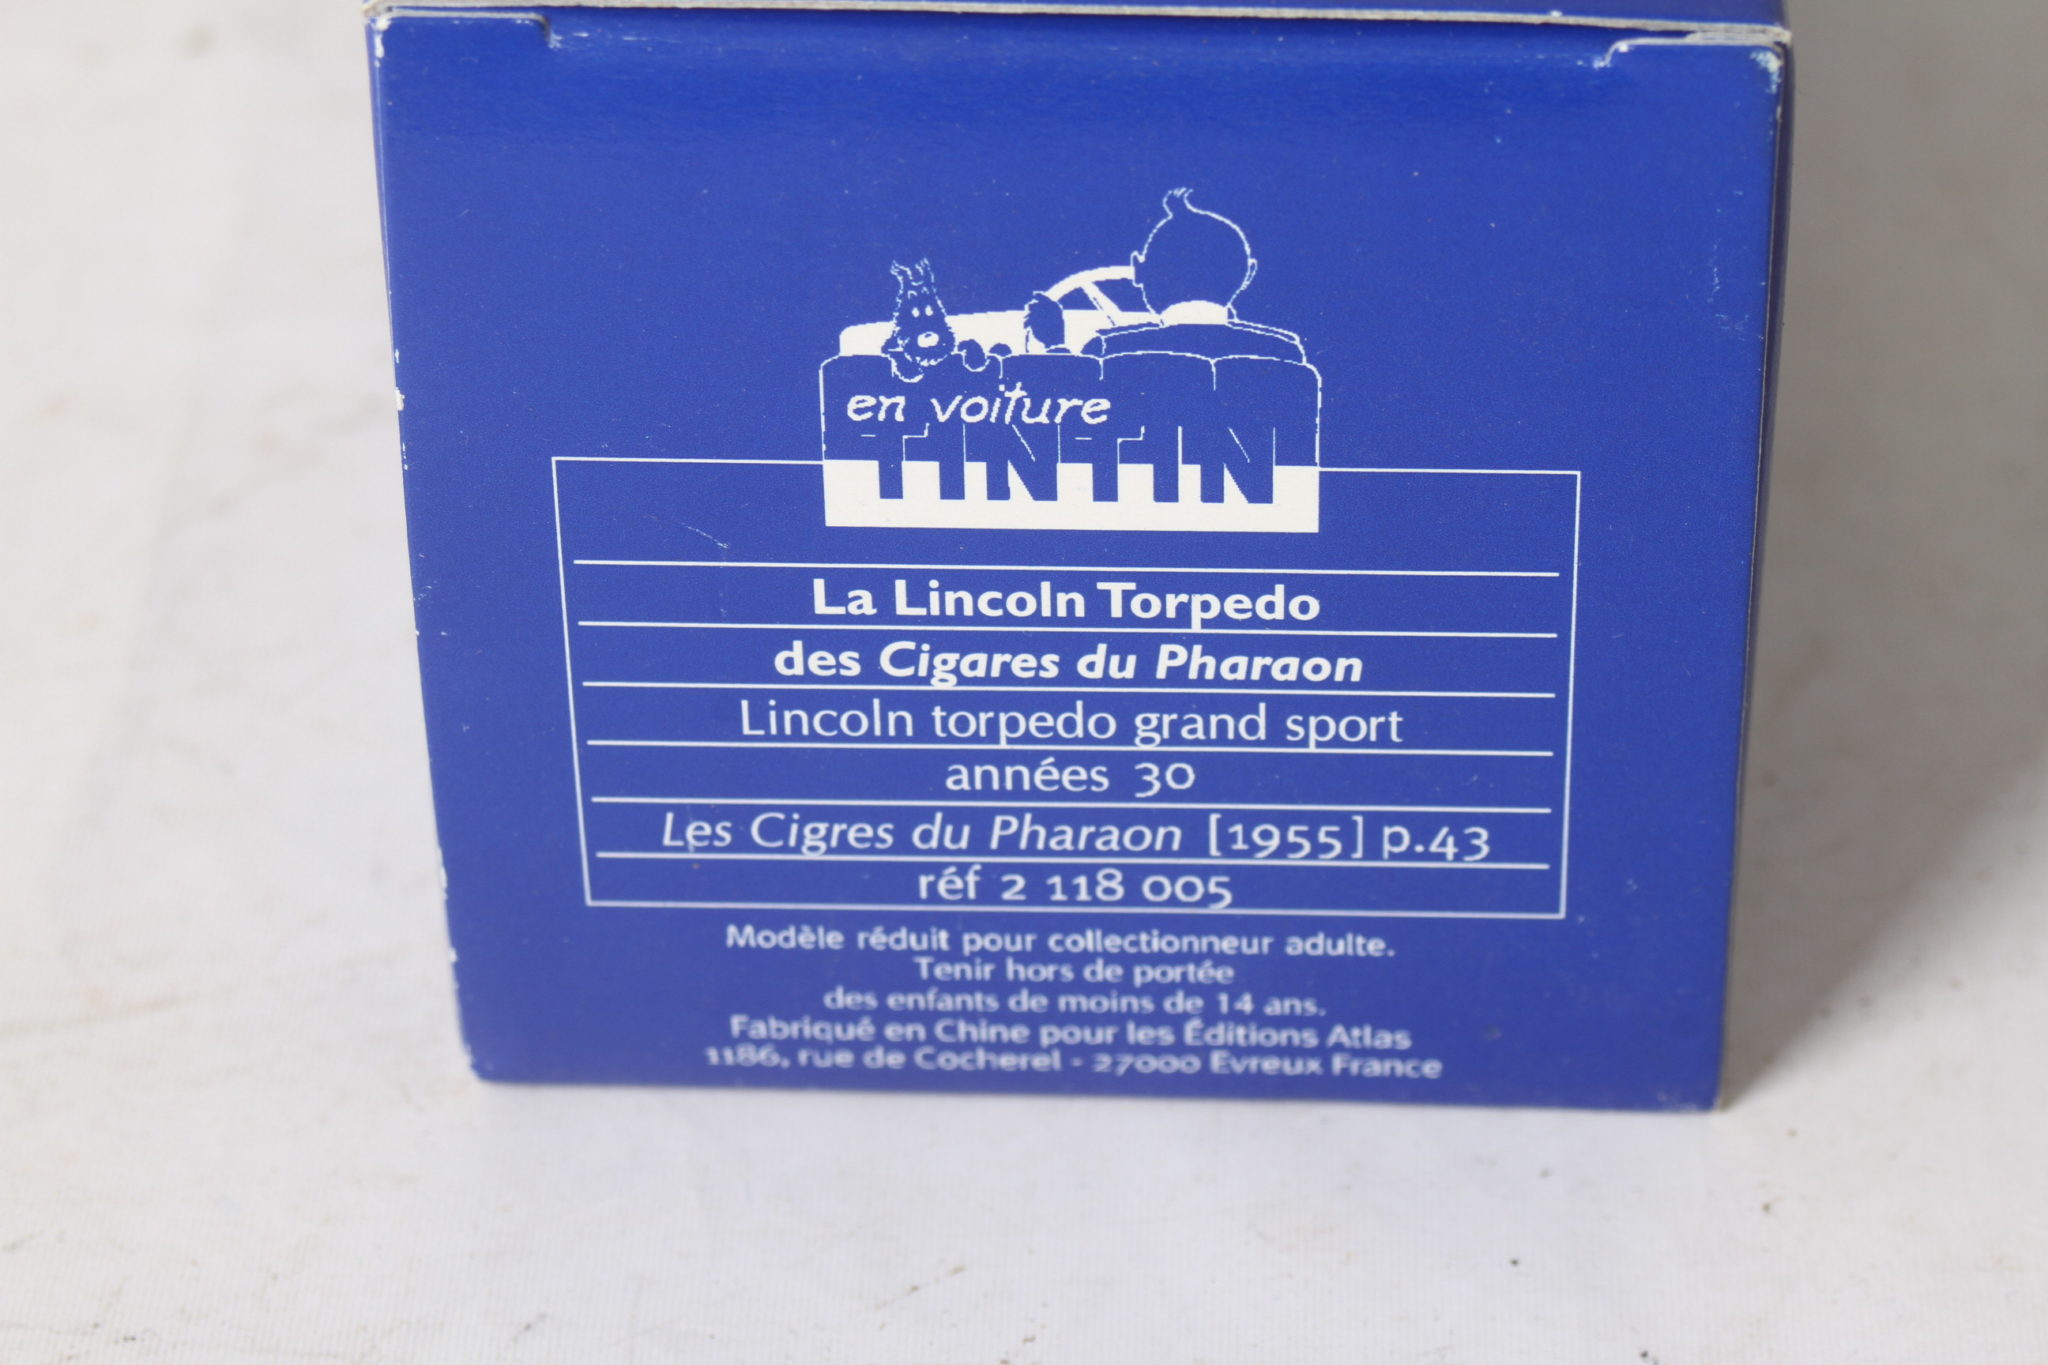 en voiture
TINTIN
La Lincoln Torpedo
des Cigares du Pharaon
Lincoln torpedo grand sport
années 30
Les Cigres du Pharaon [1955] p.43
réf 2 118 005
Modèle réduit pour collectionneur adulte.
Tenir hors de portée
des enfants de moins de 14 ans.
Fabriqué en Chine pour les Éditions Atlas
1186, rue de Cocherel - 27000 Evreux France